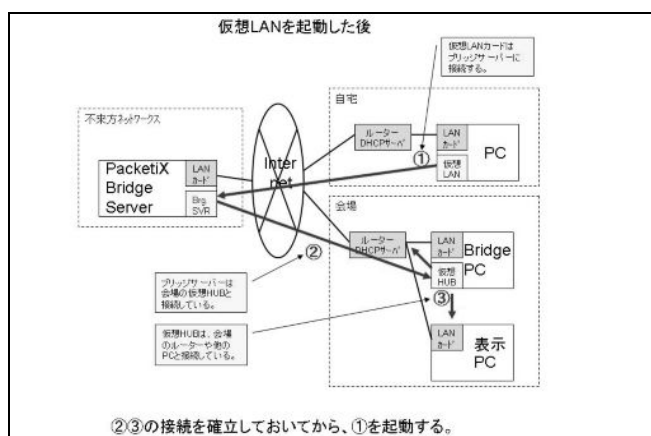 仮想LANを起動した後
仮想LANカードは
ブリッジサーバーに
接続する。
自宅
不来方ネットワークス
ルーター
DHCPサーバ
LAN
カード
PC
仮想
LAN
①
PacketiX
Bridge
Server
LAN
カード
Brg.
SVR
Inter
net
会場
ルーター
DHCPサーバ
LAN
カード
Bridge
PC
仮想
HUB
②
③
ブリッジサーバーは
会場の仮想HUBと
接続している。
仮想HUBは、会場
のルーターや他の
PCと接続している。
LAN
カード
表示
PC
②③の接続を確立しておいてから、①を起動する。